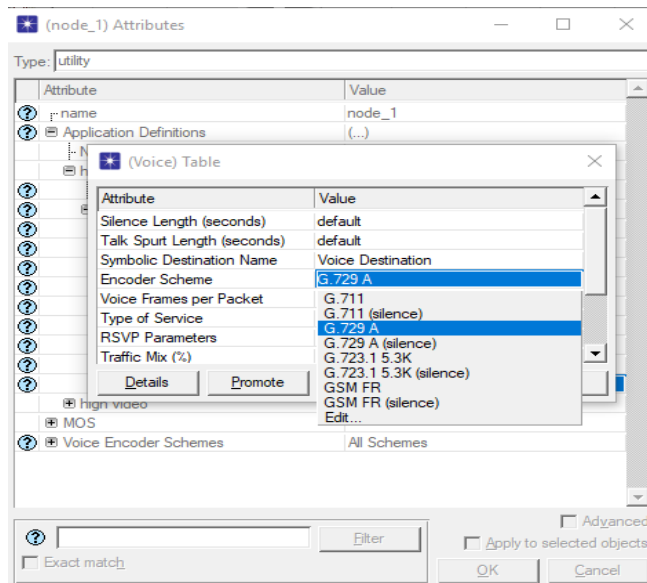 (node_1) Attributes
Type: utility
Attribute Value
name node_1
Application Definitions (...)
(Voice) Table
Attribute Value
Silence Length (seconds) default
Talk Spurt Length (seconds) default
Symbolic Destination Name Voice Destination
Encoder Scheme G.729 A
Voice Frames per Packet G.711
Type of Service G.711 (silence)
RSVP Parameters G.729 A
Traffic Mix (%) G.729 A (silence)
G.723.1 5.3K
G.723.1 5.3K (silence)
GSM FR
GSM FR (silence)
Edit...
Details Promote
High Video
MOS
Voice Encoder Schemes All Schemes
Advanced
Filter Apply to selected objects
Exact match OK Cancel